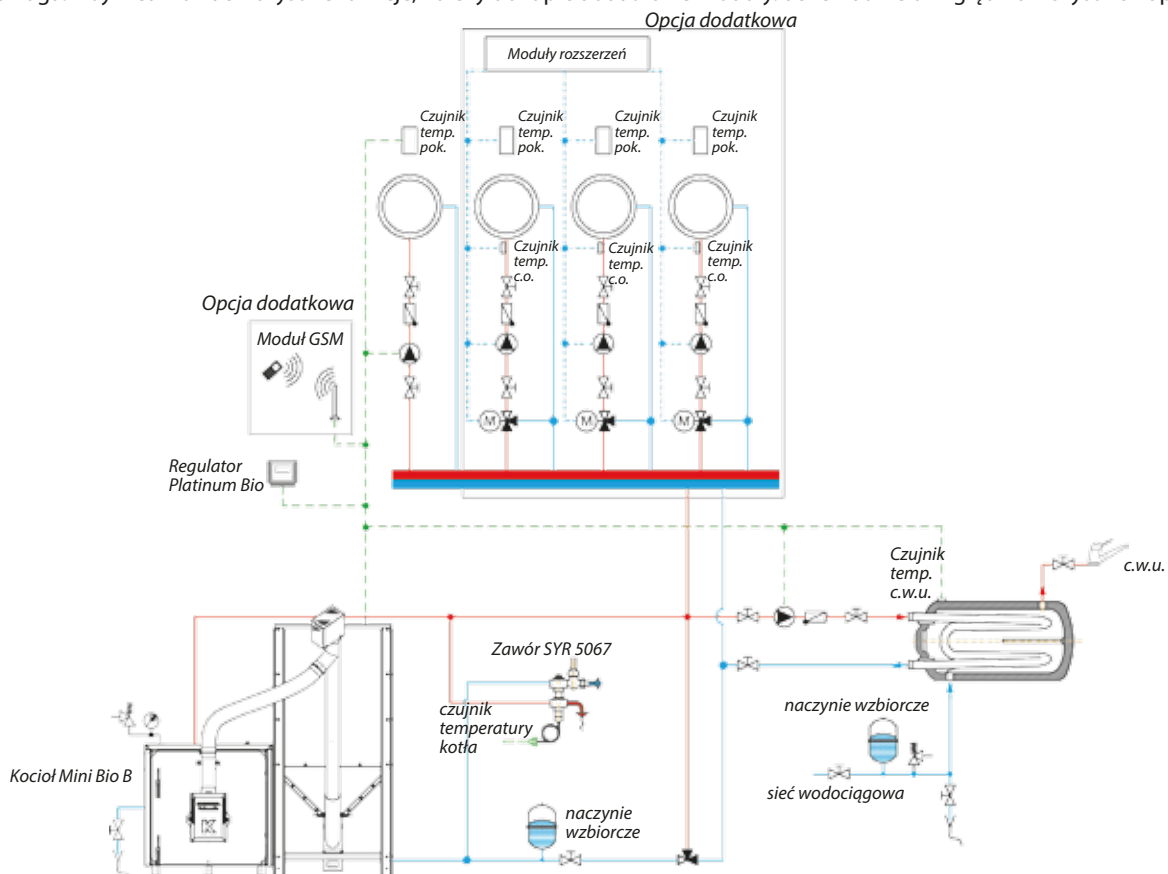 Opcja dodatkowa
Moduły rozszerzeń
Czujnik
temp.
pok.
Czujnik
temp.
pok.
Czujnik
temp.
pok.
Czujnik
temp.
pok.
Czujnik
temp.
c.o.
Czujnik
temp.
c.o.
Czujnik
temp.
c.o.
Opcja dodatkowa
Moduł GSM
M
M
M
Regulator
Platinum Bio
Czujnik
temp.
c.w.u.
c.w.u.
Zawór SYR 5067
czujnik
temperatury
kotła
naczynie wzbiorcze
Kocioł Mini Bio B
K
sieć wodociągowa
naczynie
wzbiorcze